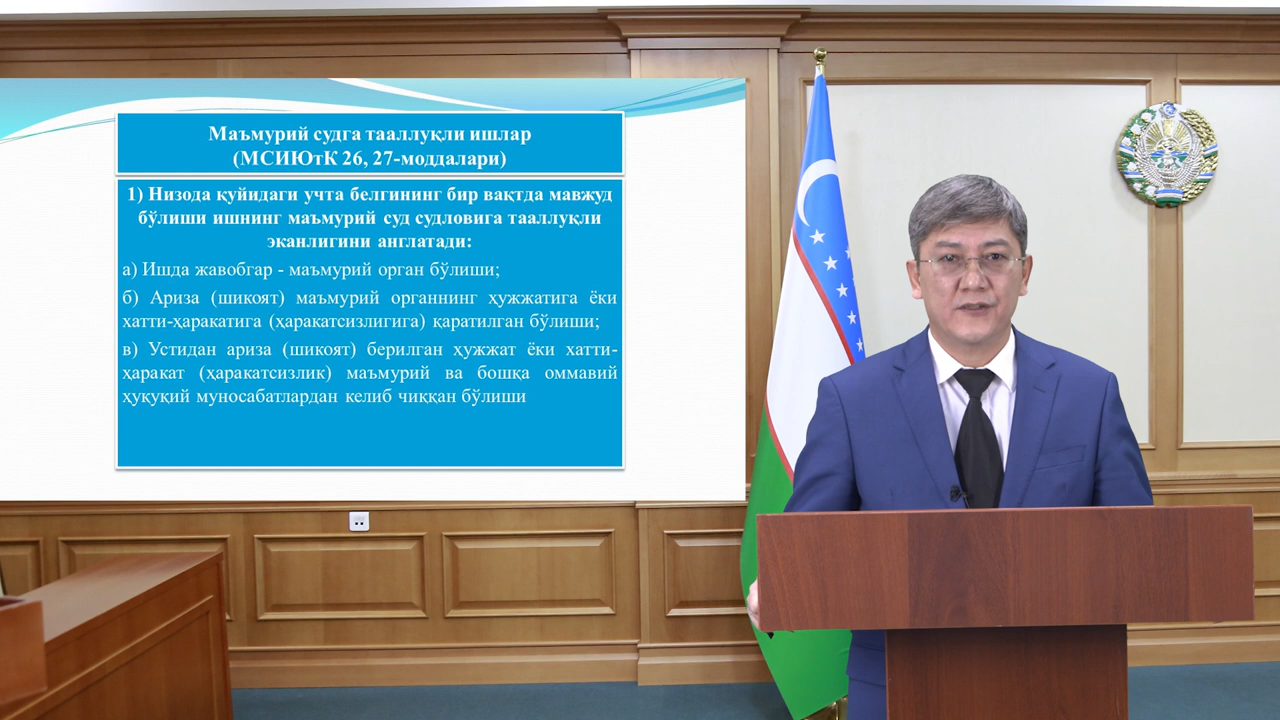 Маъмурий судга тааллуқли ишлар
(МСИЮтК 26, 27-моддалари)
1) Низода қуйидаги учта белгининг бир вақтда мавжуд
бўлиши ишнинг маъмурий суд судловига тааллуқли
эканлигини англатади:
а) Ишда жавобгар - маъмурий орган бўлиши;
б) Ариза (шикоят) маъмурий органнинг ҳужжатига ёки
хатти-ҳаракатига (ҳаракатсизлигига) қаратилган бўлиши;
в) Устидан ариза (шикоят) берилган ҳужжат ёки хатти-
ҳаракат (ҳаракатсизлик) маъмурий ва бошқа оммавий
ҳуқуқий муносабатлардан келиб чиққан бўлиши